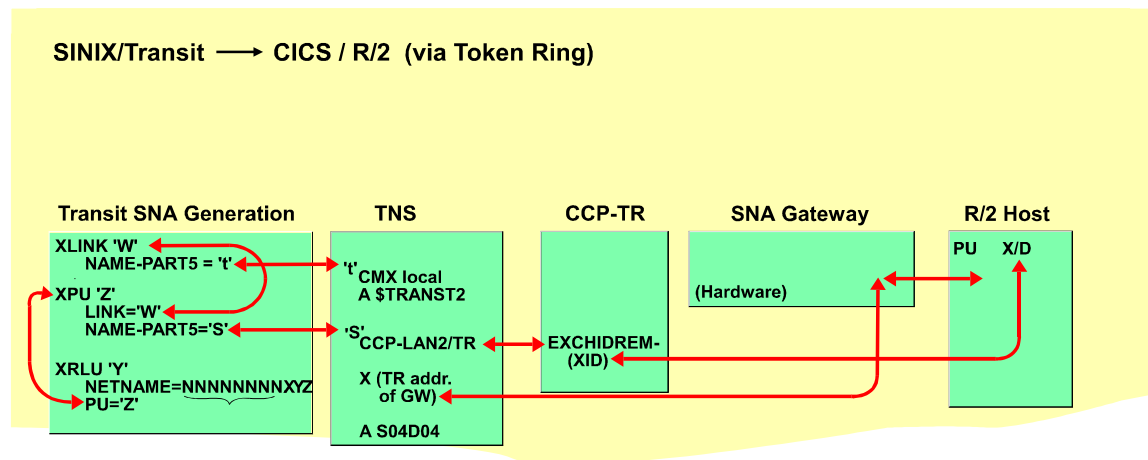 SINIX/Transit → CICS / R/2 (via Token Ring)
Transit SNA Generation
XLINK 'W'
NAME-PART5 = 't'
XPU 'Z'
LINK='W'
NAME-PART5='S'
XRLU 'Y'
NETNAME=NNNNNNNNXYZ
PU='Z'
TNS
't'
CMX local
A $TRANST2
'S'
CCP-LAN2/TR
X (TR addr.
of GW)
A S04D04
CCP-TR
EXCHIDREM-
(XID)
SNA Gateway
(Hardware)
R/2 Host
PU X/D